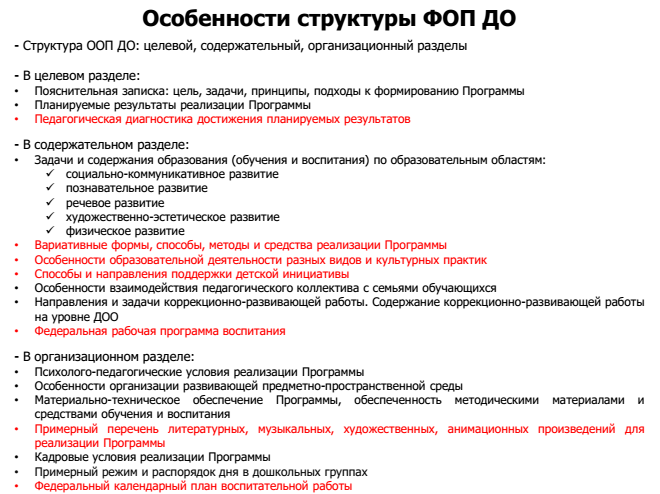 Особенности структуры ФОП ДО
- Структура ООП ДО: целевой, содержательный, организационный разделы
- В целевом разделе:
• Пояснительная записка: цель, задачи, принципы, подходы к формированию Программы
• Планируемые результаты реализации Программы
• Педагогическая диагностика достижения планируемых результатов
- В содержательном разделе:
• Задачи и содержания образования (обучения и воспитания) по образовательным областям:
✓ социально-коммуникативное развитие
✓ познавательное развитие
✓ речевое развитие
✓ художественно-эстетическое развитие
✓ физическое развитие
• Вариативные формы, способы, методы и средства реализации Программы
• Особенности образовательной деятельности разных видов и культурных практик
• Способы и направления поддержки детской инициативы
• Особенности взаимодействия педагогического коллектива с семьями обучающихся
• Направления и задачи коррекционно-развивающей работы. Содержание коррекционно-развивающей работы
на уровне ДОО
• Федеральная рабочая программа воспитания
- В организационном разделе:
• Психолого-педагогические условия реализации Программы
• Особенности организации развивающей предметно-пространственной среды
• Материально-техническое обеспечение Программы, обеспеченность методическими материалами и
средствами обучения и воспитания
• Примерный перечень литературных, музыкальных, художественных, анимационных произведений для
реализации Программы
• Кадровые условия реализации Программы
• Примерный режим и распорядок дня в дошкольных группах
• Федеральный календарный план воспитательной работы